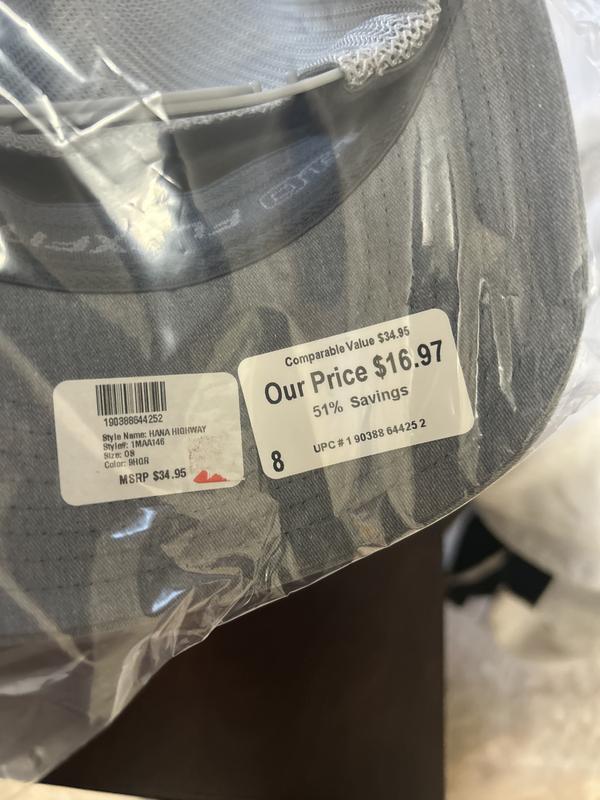 190388644252
Style Name: HANA HIGHWAY
Style#: 1MAA146
Size: OS
Color: 9HGR
MSRP $34.95
Comparable Value $34.95
Our Price $16.97
51% Savings
8
UPC # 1 90388 64425 2